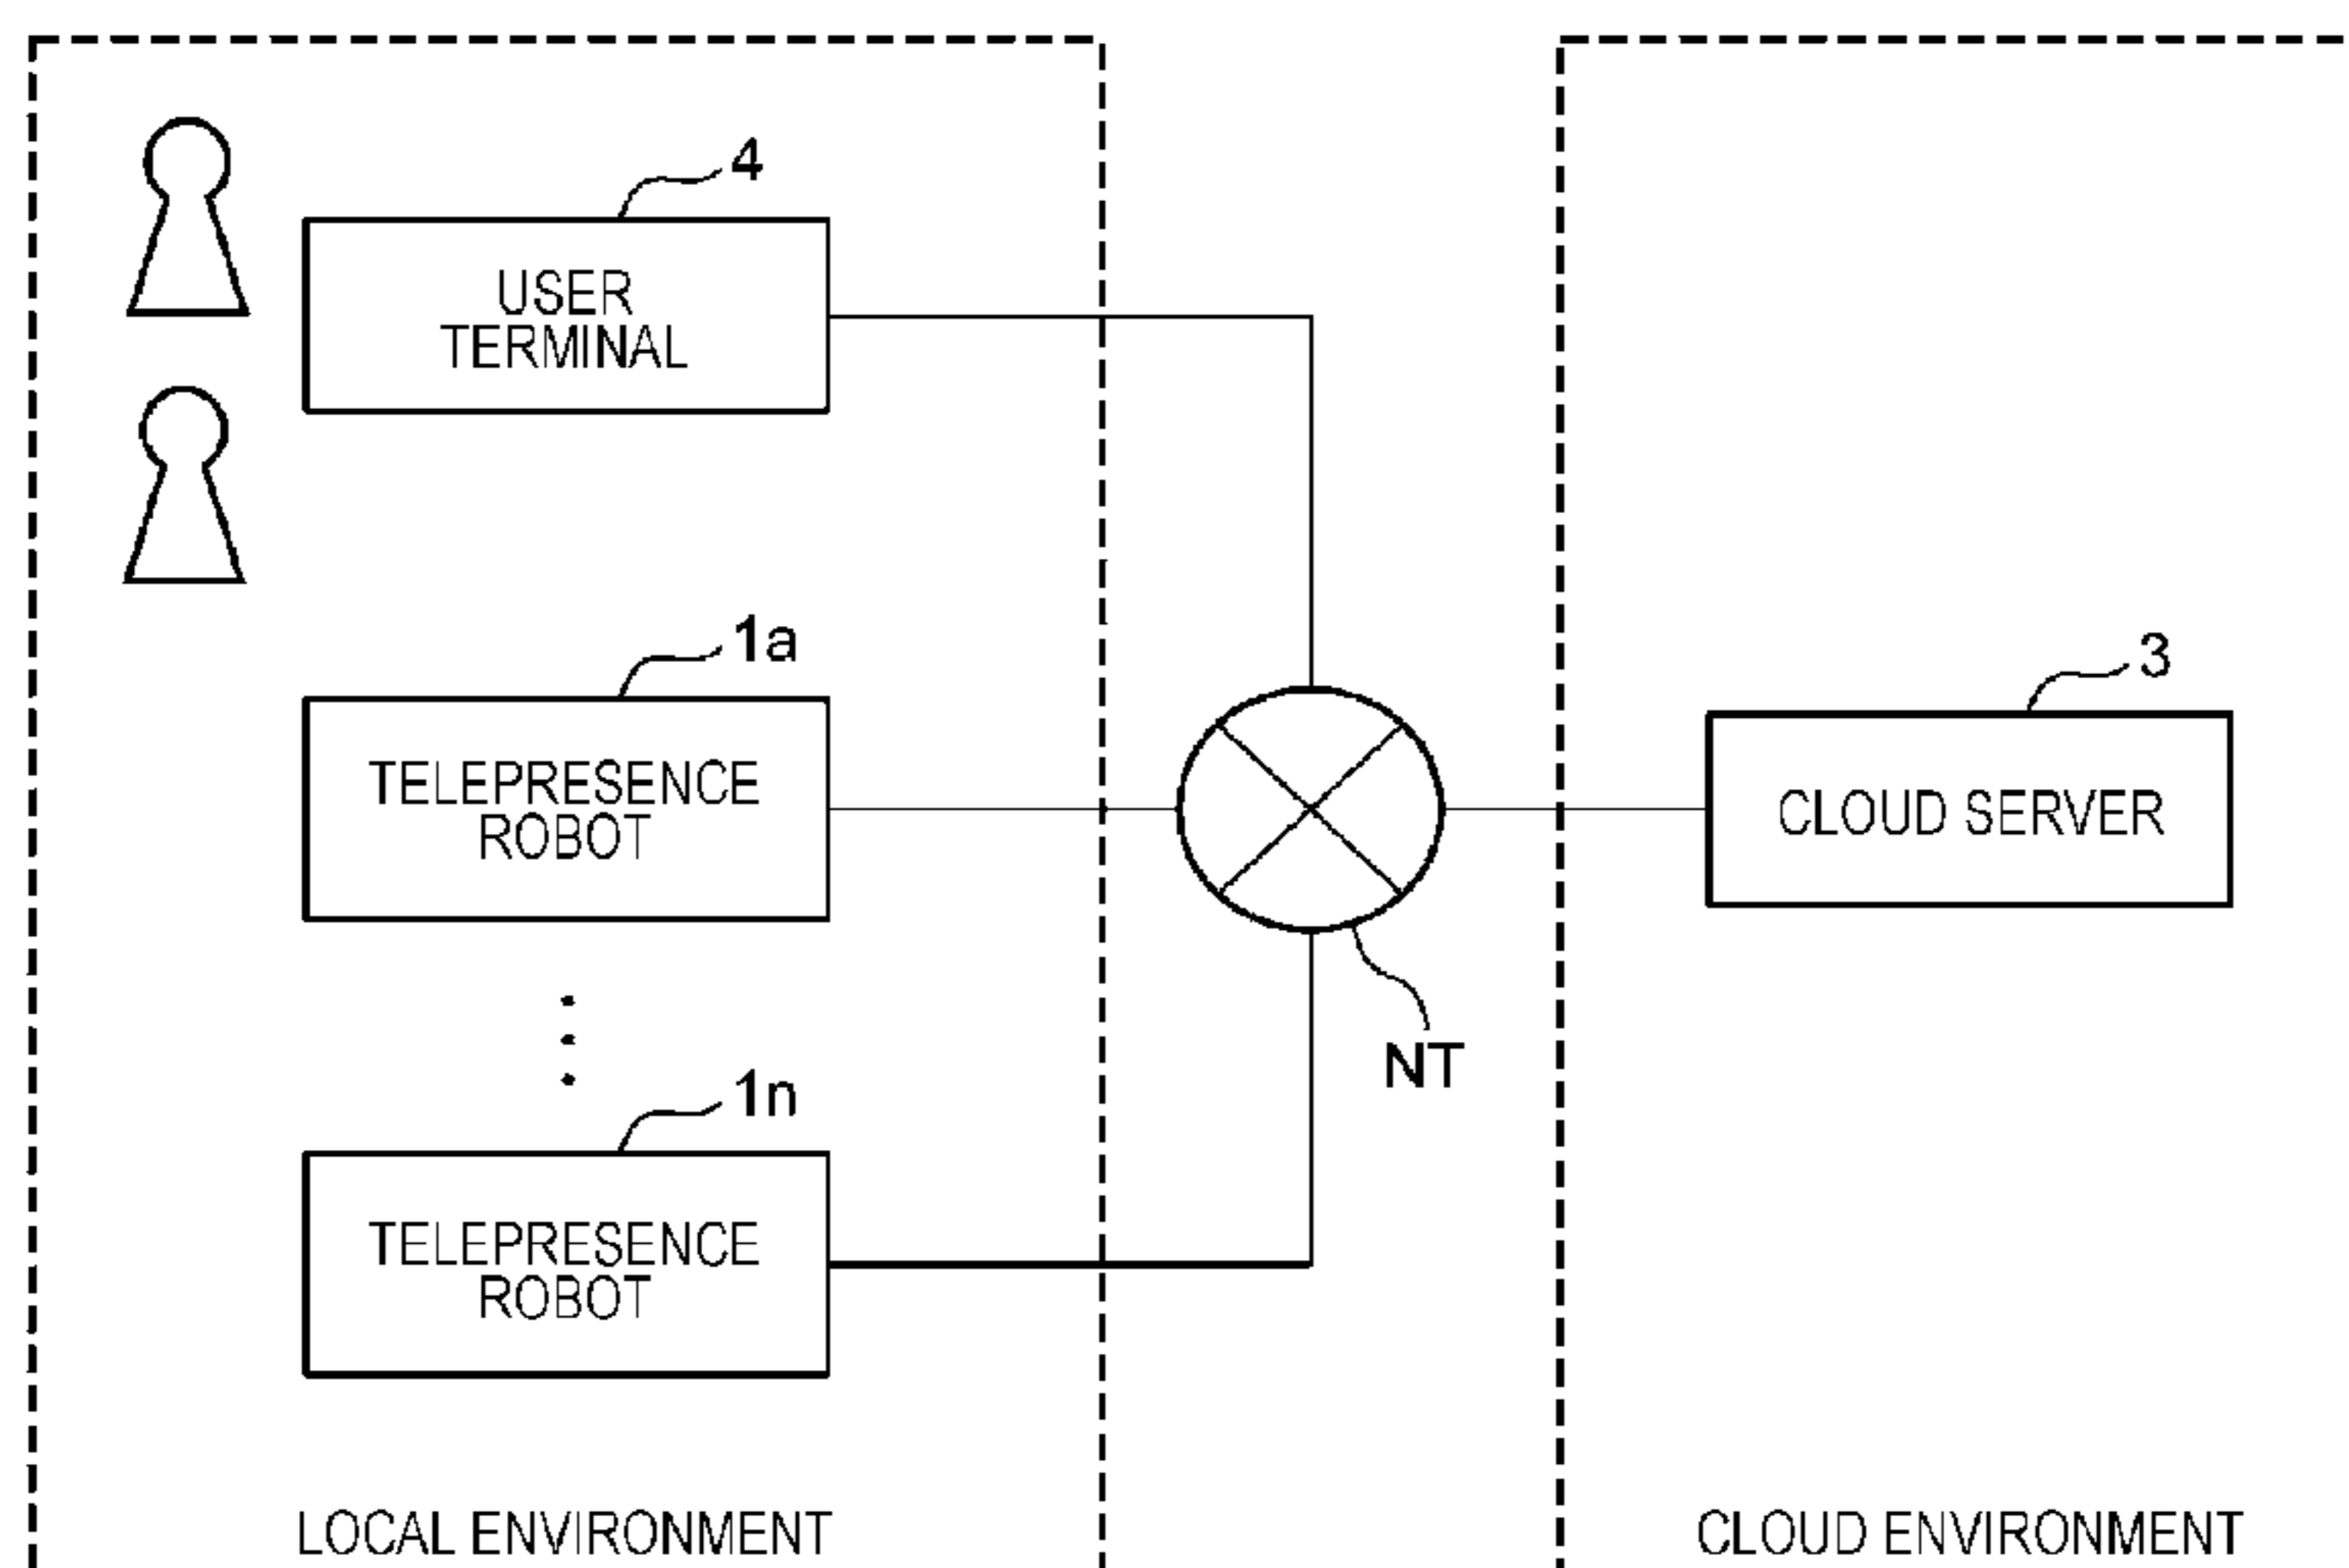 4
USER
TERMINAL
1a
TELEPRESENCE
ROBOT
3
CLOUD SERVER
NT
1n
TELEPRESENCE
ROBOT
LOCAL ENVIRONMENT
CLOUD ENVIRONMENT